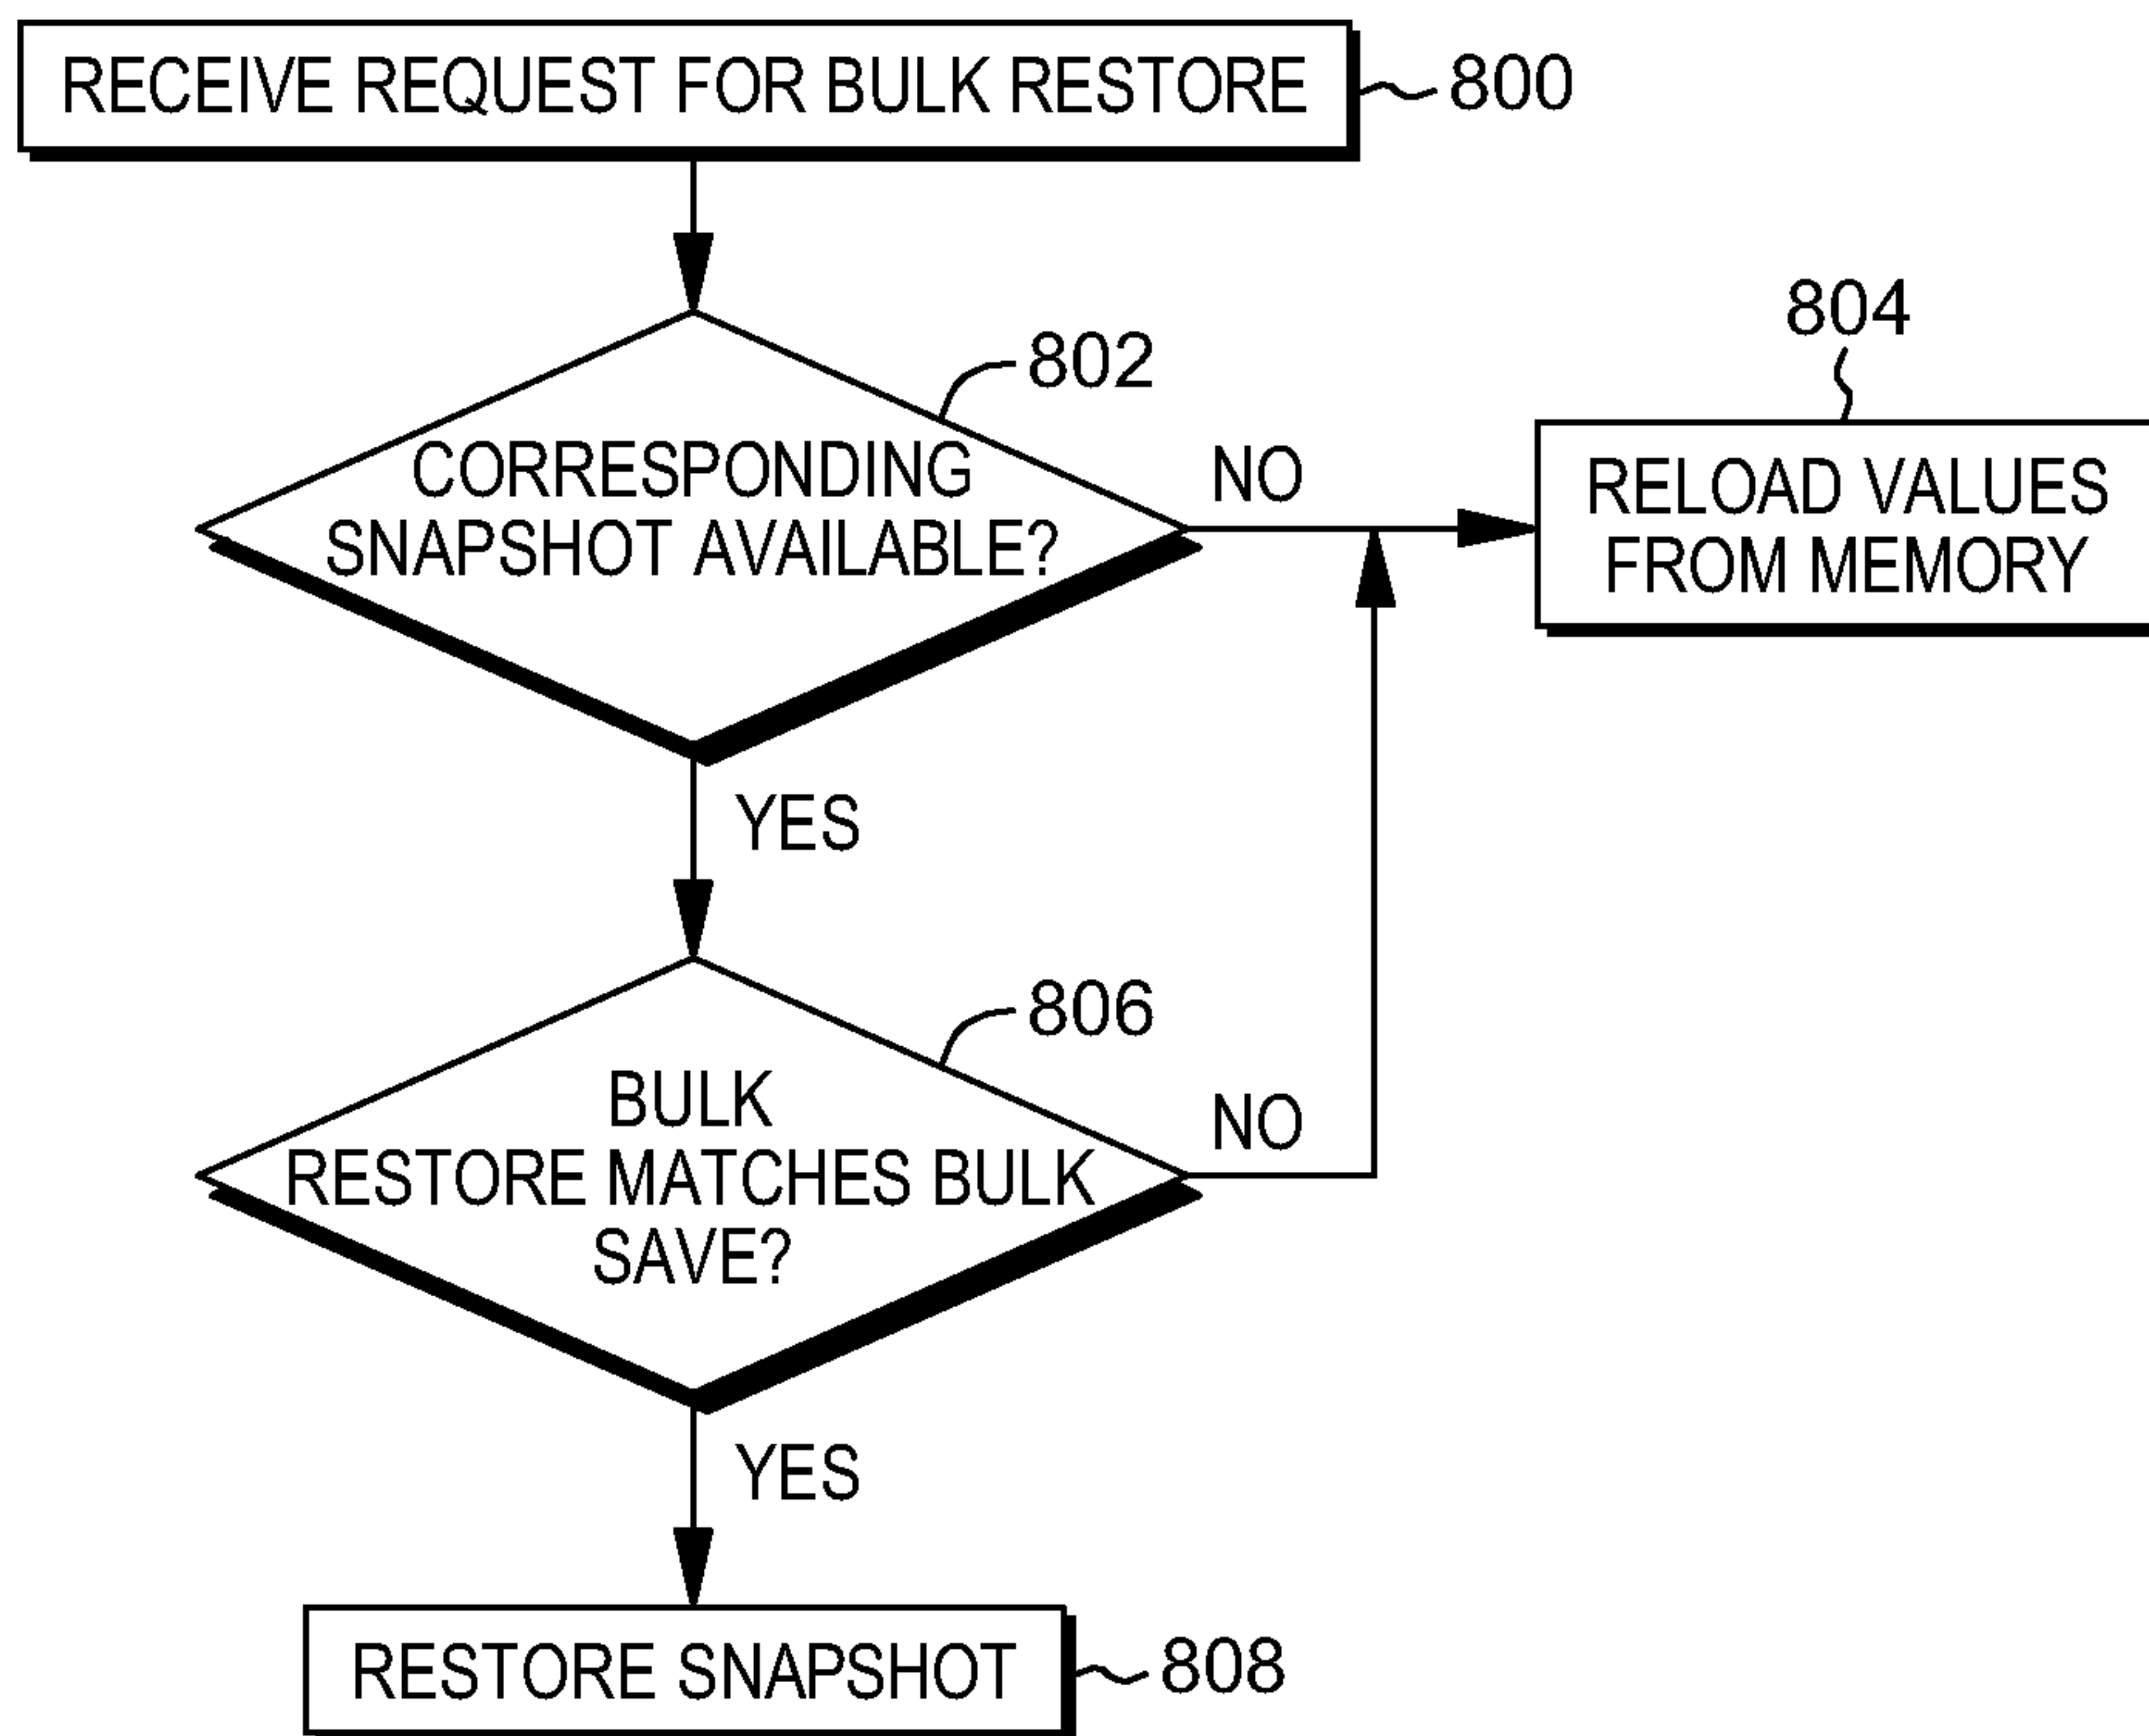 RECEIVE REQUEST FOR BULK RESTORE
800
802
CORRESPONDING
SNAPSHOT AVAILABLE?
NO
804
RELOAD VALUES
FROM MEMORY
YES
806
BULK
RESTORE MATCHES BULK
SAVE?
NO
YES
RESTORE SNAPSHOT
808